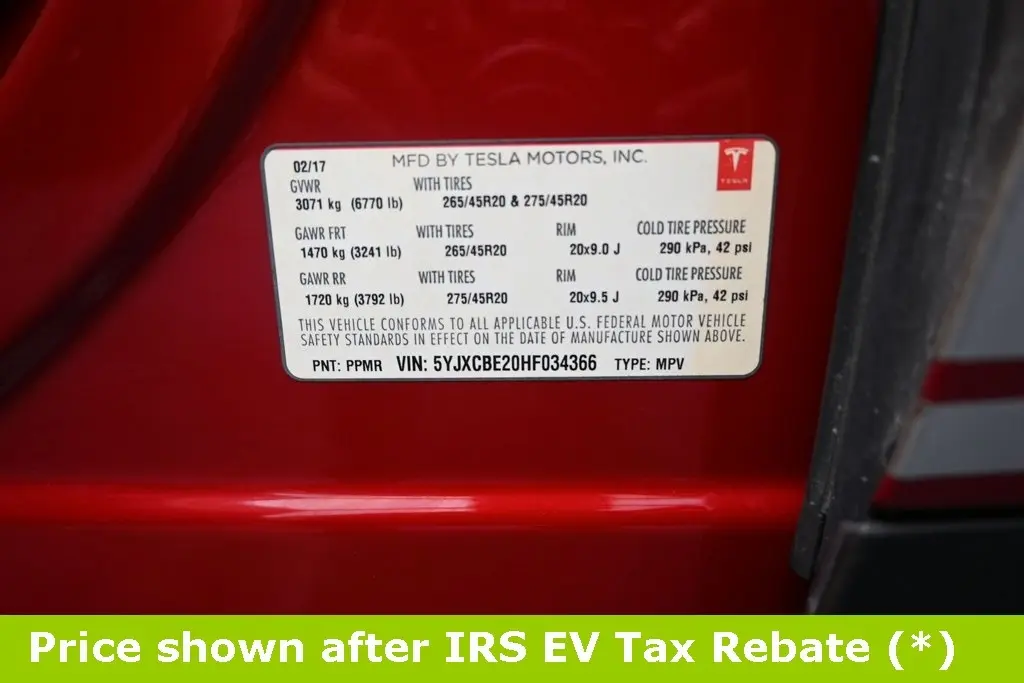 02/17 MFD BY TESLA MOTORS, INC.
TESLA
GVWR WITH TIRES
3071 kg (6770 lb) 265/45R20 & 275/45R20
GAWR FRT WITH TIRES RIM COLD TIRE PRESSURE
1470 kg (3241 lb) 265/45R20 20x9.0 J 290 kPa, 42 psi
GAWR RR WITH TIRES RIM COLD TIRE PRESSURE
1720 kg (3792 lb) 275/45R20 20x9.5 J 290 kPa, 42 psi
THIS VEHICLE CONFORMS TO ALL APPLICABLE U.S. FEDERAL MOTOR VEHICLE
SAFETY STANDARDS IN EFFECT ON THE DATE OF MANUFACTURE SHOWN ABOVE.
PNT: PPMR VIN: 5YJXCBE20HF034366 TYPE: MPV
Price shown after IRS EV Tax Rebate (*)